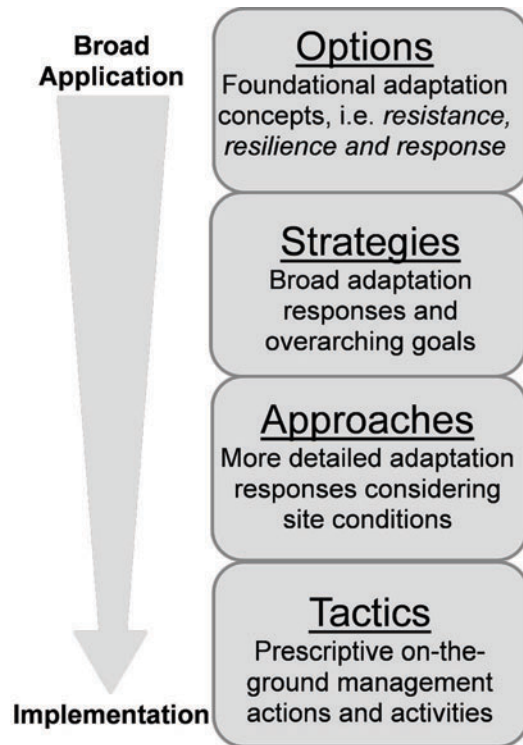 Broad
Application
Options
Foundational adaptation
concepts, i.e. resistance,
resilience and response
Strategies
Broad adaptation
responses and
overarching goals
Approaches
More detailed adaptation
responses considering
site conditions
Tactics
Prescriptive on-the-
ground management
actions and activities
Implementation